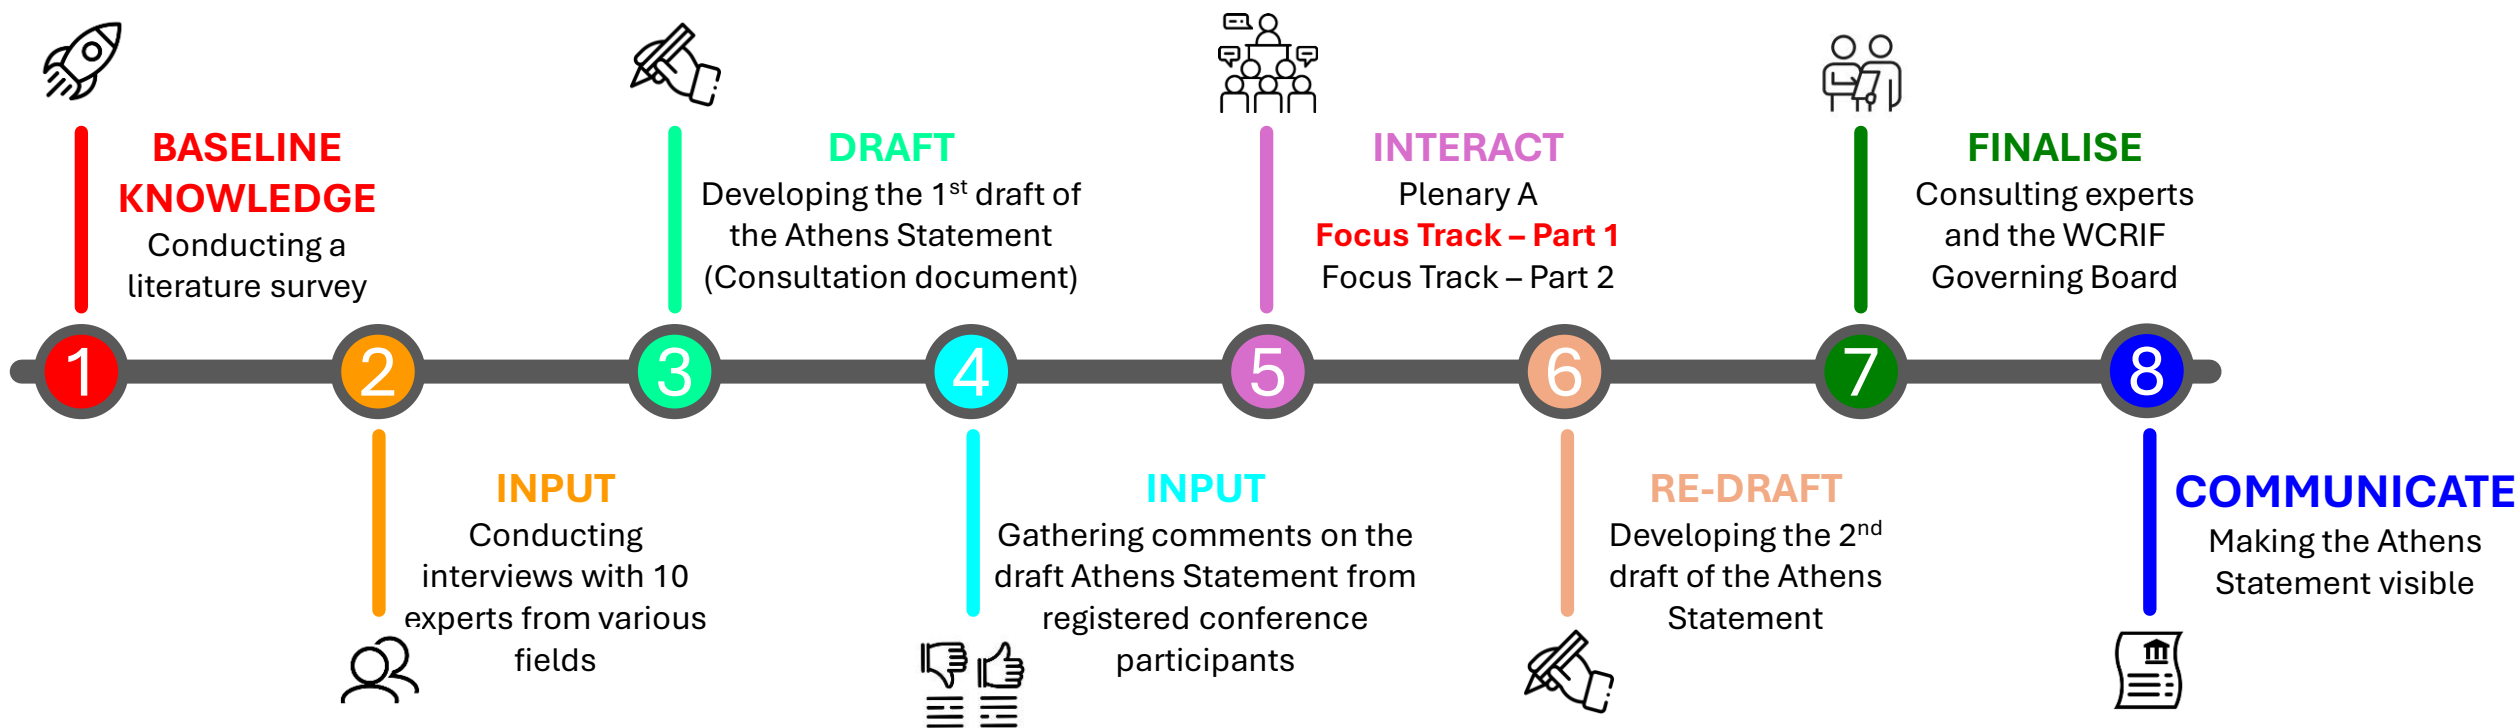 BASELINE
KNOWLEDGE
Conducting a
literature survey
DRAFT
Developing the 1st draft of
the Athens Statement
(Consultation document)
INTERACT
Plenary A
Focus Track – Part 1
Focus Track – Part 2
FINALISE
Consulting experts
and the WCRIF
Governing Board
1
2
3
4
5
6
7
8
INPUT
Conducting
interviews with 10
experts from various
fields
INPUT
Gathering comments on the
draft Athens Statement from
registered conference
participants
RE-DRAFT
Developing the 2nd
draft of the Athens
Statement
COMMUNICATE
Making the Athens
Statement visible